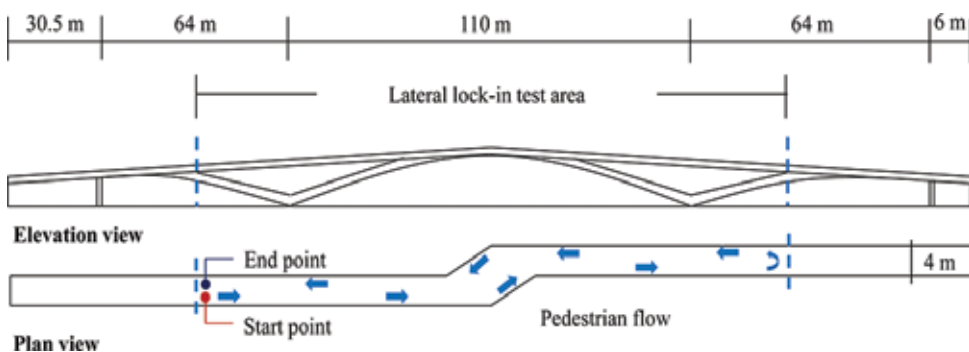 30.5 m 64 m 110 m 64 m 6 m
Lateral lock-in test area
Elevation view
End point
4 m
Start point
Pedestrian flow
Plan view